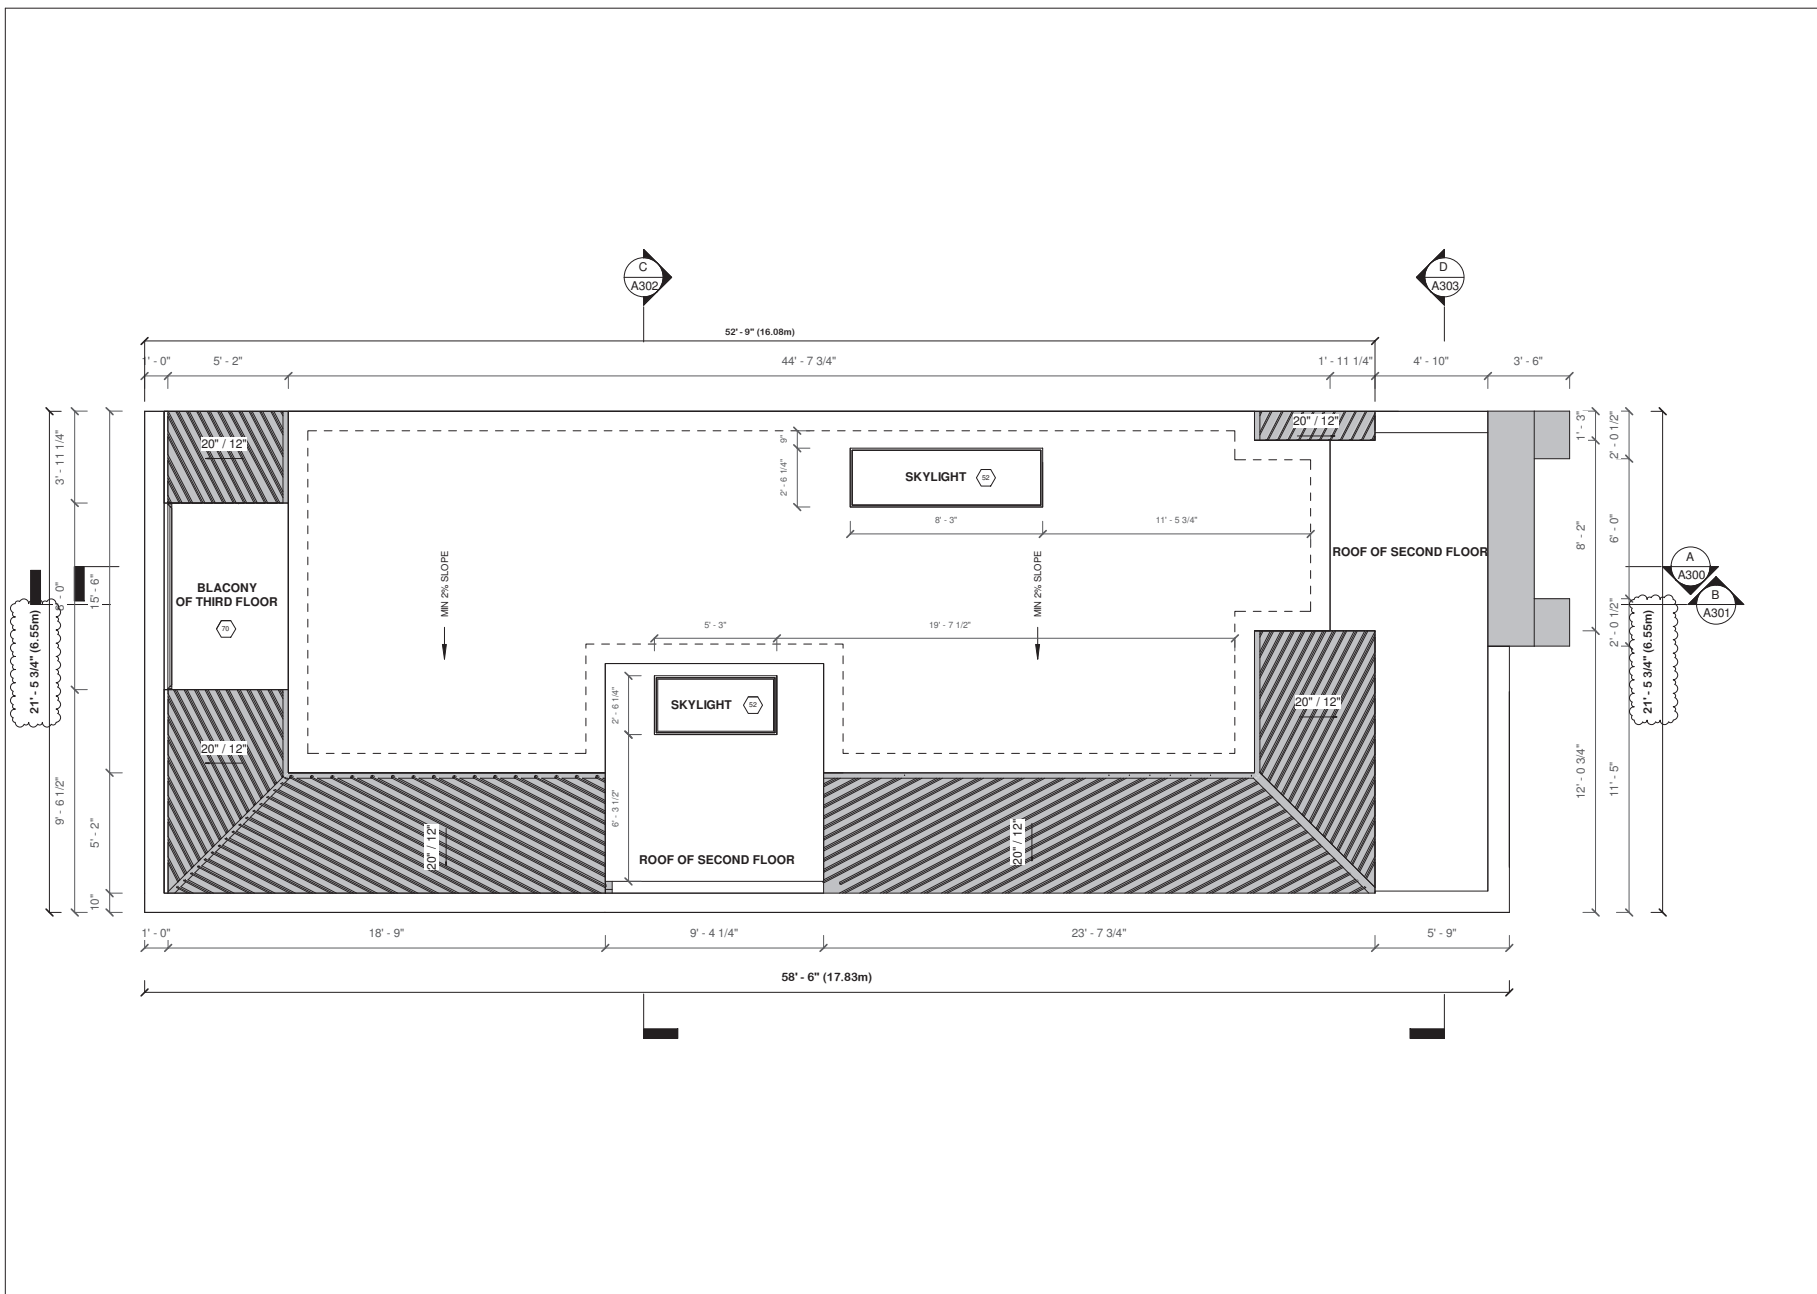 C
A302
D
A303
52' - 9" (16.08m)
1' - 0"
5' - 2"
44' - 7 3/4"
1' - 11 1/4"
4' - 10"
3' - 6"
20" / 12"
20" / 12"
3' - 11 1/4"
8' - 0"
9' - 6 1/2"
15' - 6"
5' - 2"
10"
21' - 5 3/4" (6.55m)
9"
2' - 6 1/4"
SKYLIGHT
52
8' - 3"
11' - 5 3/4"
ROOF OF SECOND FLOOR
BLACONY
OF THIRD FLOOR
70
MIN 2% SLOPE
MIN 2% SLOPE
5' - 3"
19' - 7 1/2"
2' - 6 1/4"
SKYLIGHT
52
6' - 3 1/2"
ROOF OF SECOND FLOOR
20" / 12"
20" / 12"
20" / 12"
20" / 12"
1' - 3"
8' - 2"
12' - 0 3/4"
2' - 0 1/2"
6' - 0"
2' - 0 1/2"
11' - 5"
21' - 5 3/4" (6.55m)
A
A300
B
A301
1' - 0"
18' - 9"
9' - 4 1/4"
23' - 7 3/4"
5' - 9"
58' - 6" (17.83m)